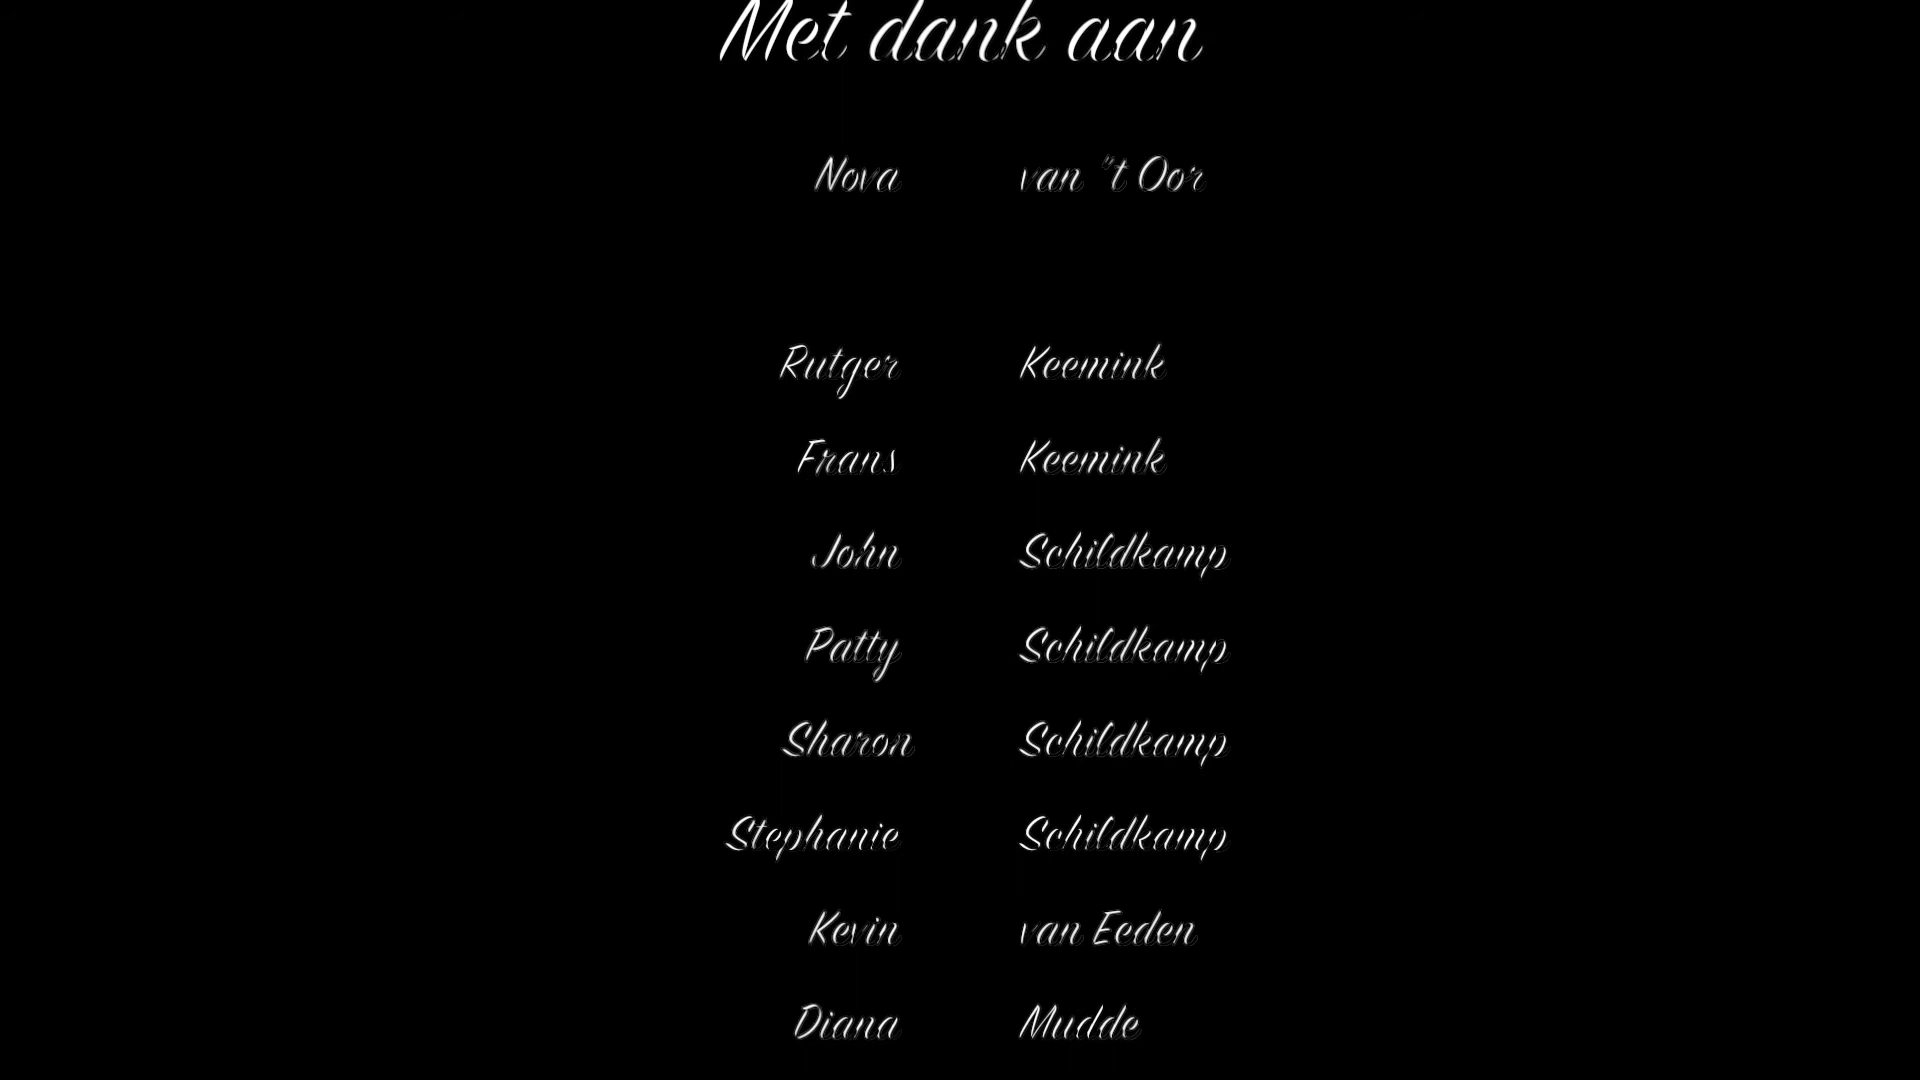 Met dank aan
Nova van "t Oor
Rutger Keemink
Frans Keemink
John Schildkamp
Patty Schildkamp
Sharon Schildkamp
Stephanie Schildkamp
Kevin van Eeden
Diana Mudde